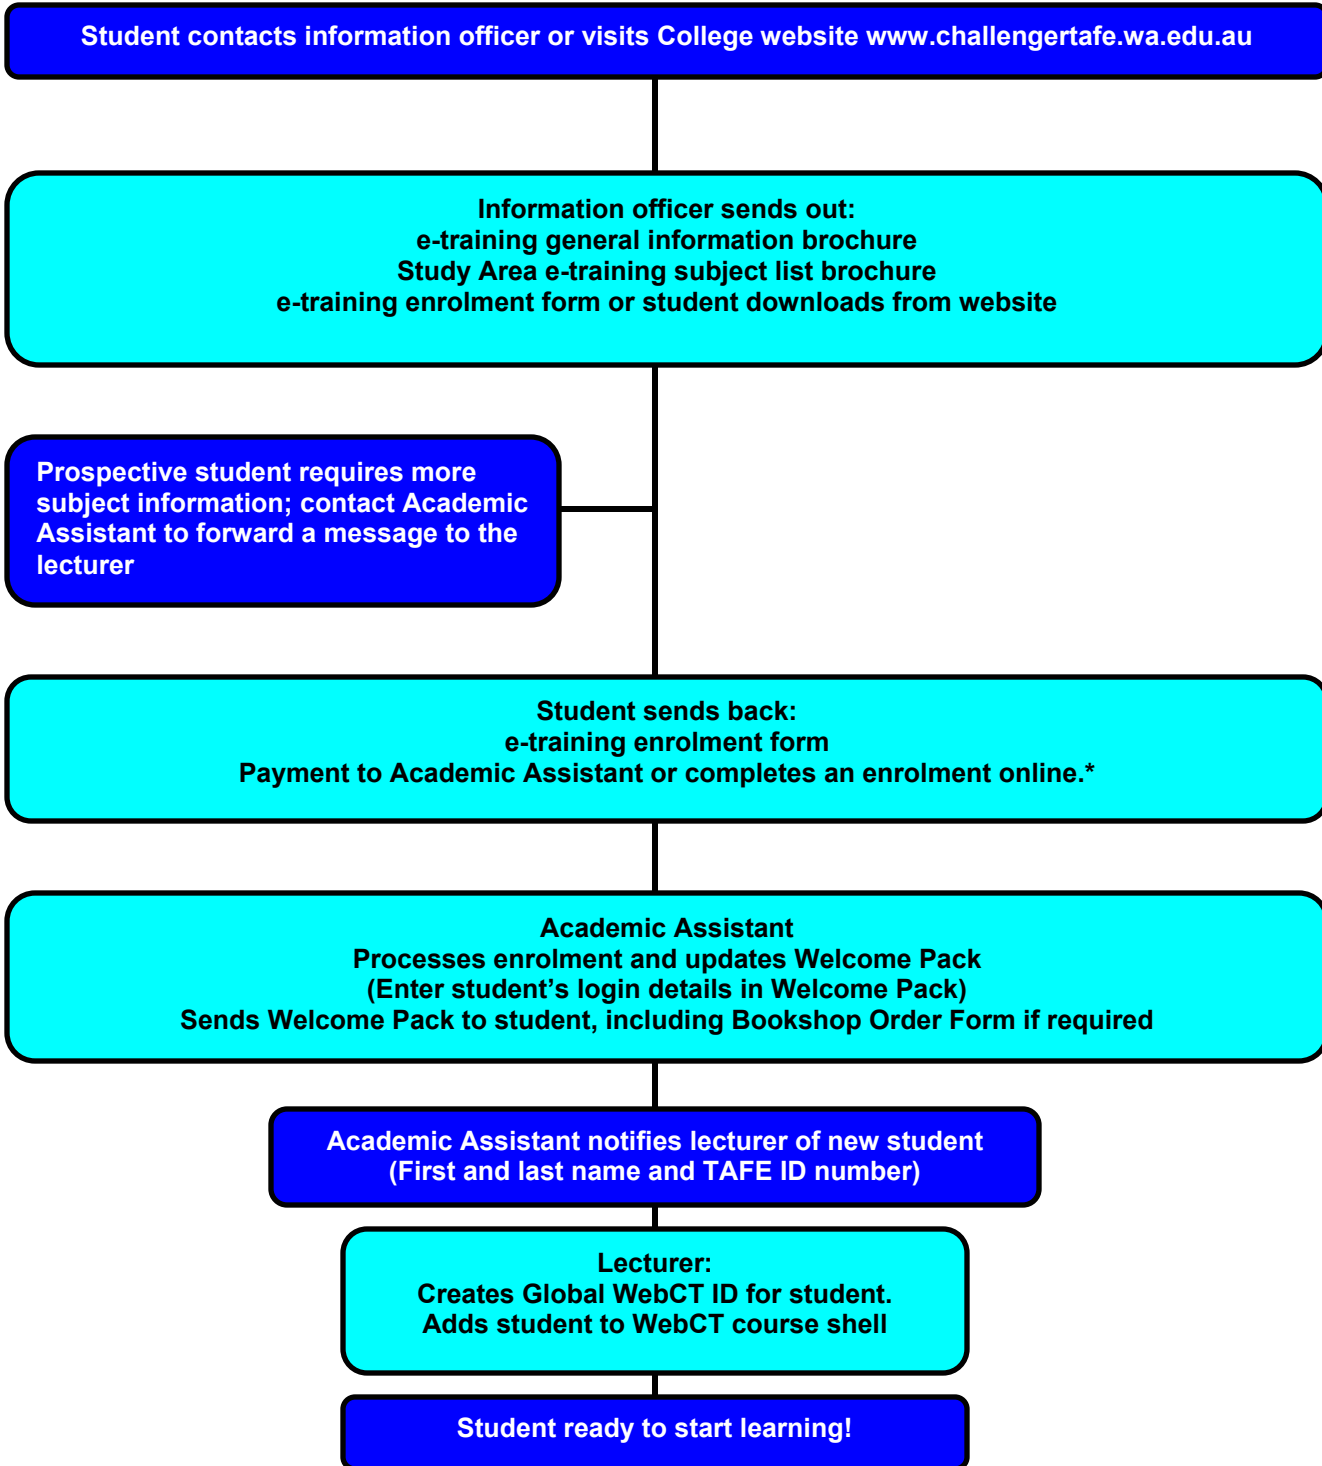 Student contacts information officer or visits College website www.challengertafe.wa.edu.au
Information officer sends out:
e-training general information brochure
Study Area e-training subject list brochure
e-training enrolment form or student downloads from website
Prospective student requires more
subject information; contact Academic
Assistant to forward a message to the
lecturer
Student sends back:
e-training enrolment form
Payment to Academic Assistant or completes an enrolment online.*
Academic Assistant
Processes enrolment and updates Welcome Pack
(Enter student’s login details in Welcome Pack)
Sends Welcome Pack to student, including Bookshop Order Form if required
Academic Assistant notifies lecturer of new student
(First and last name and TAFE ID number)
Lecturer:
Creates Global WebCT ID for student.
Adds student to WebCT course shell
Student ready to start learning!